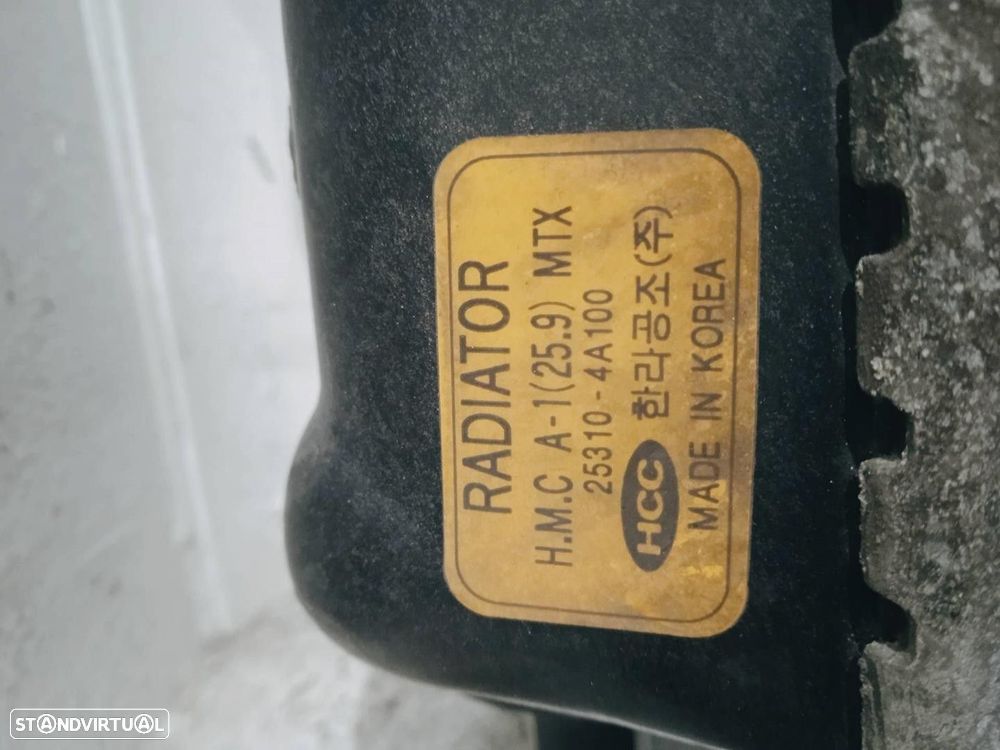 RADIATOR
H.M.C A-1(25.9) MTX
25310-4A100
HCC 한라공조(주)
MADE IN KOREA
STANDVIRTUAL